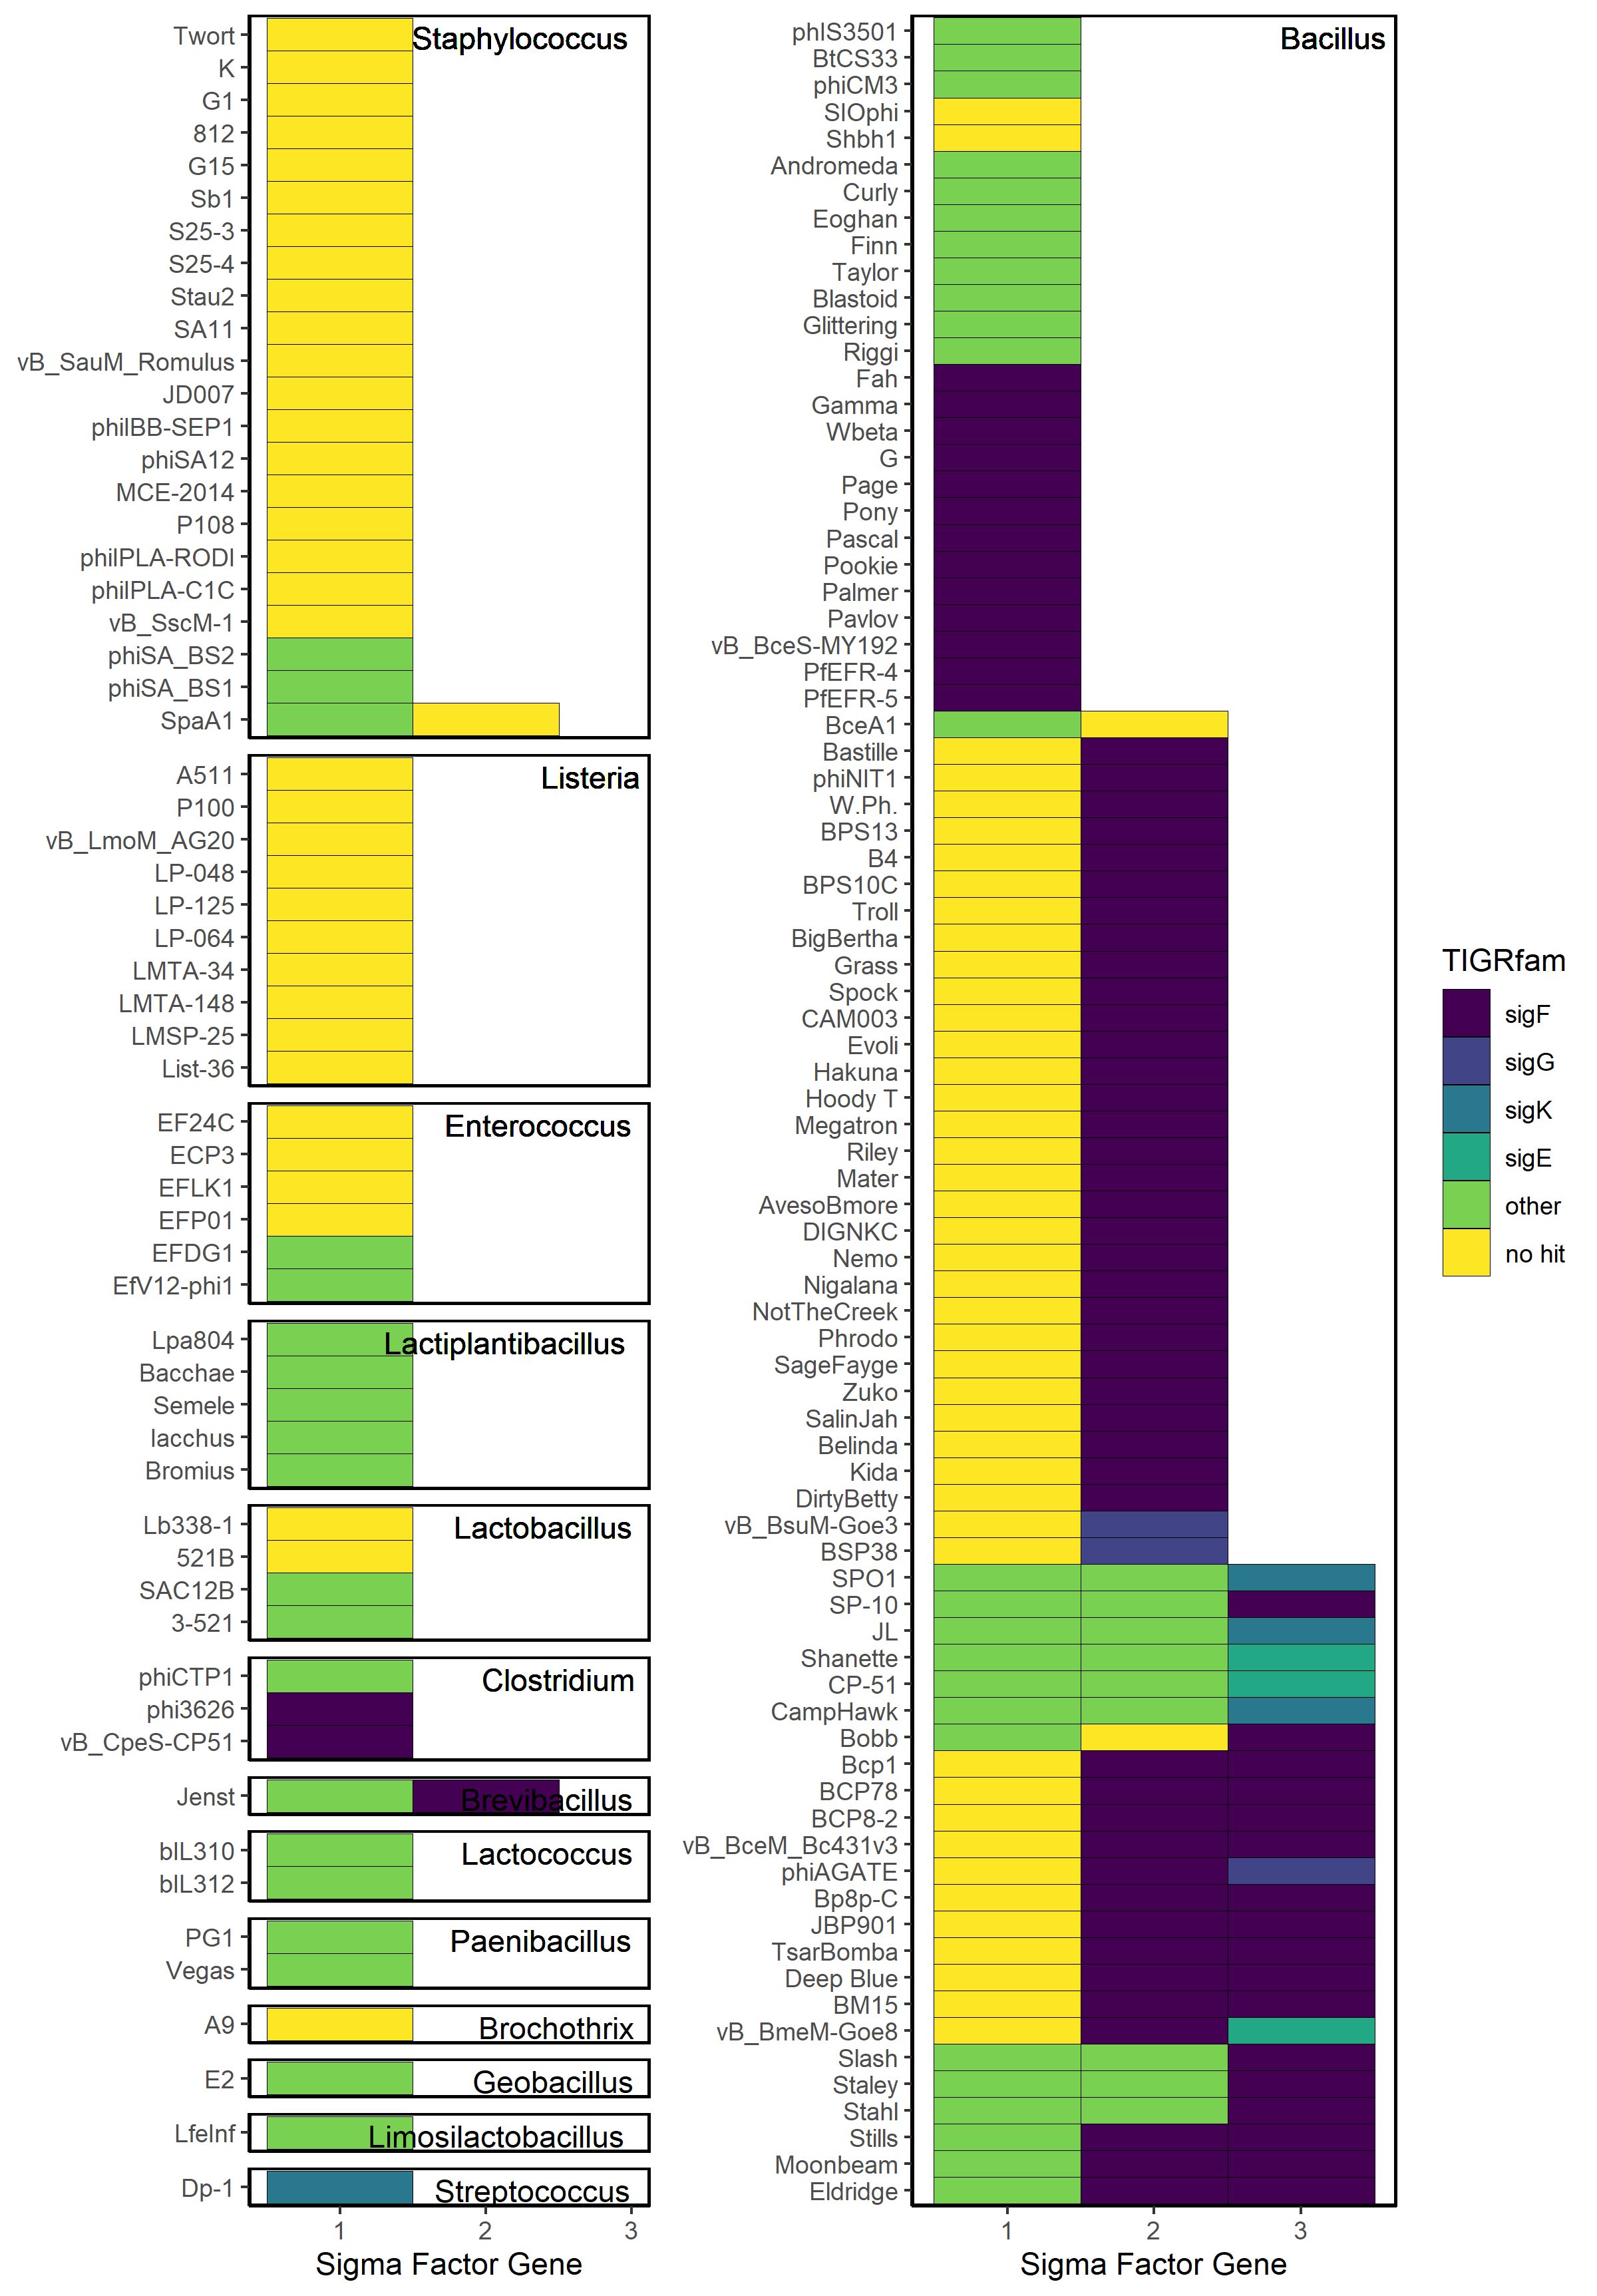 Staphylococcus
Twort
K
G1
812
G15
Sb1
S25-3
S25-4
Stau2
SA11
vB_SauM_Romulus
JD007
phiIBB-SEP1
phiSA12
MCE-2014
P108
phiIPLA-RODI
phiIPLA-C1C
vB_SscM-1
phiSA_BS2
phiSA_BS1
SpaA1
Listeria
A511
P100
vB_LmoM_AG20
LP-048
LP-125
LP-064
LMTA-34
LMTA-148
LMSP-25
List-36
Enterococcus
EF24C
ECP3
EFLK1
EFP01
EFDG1
EfV12-phi1
Lactiplantibacillus
Lpa804
Bacchae
Semele
Iacchus
Bromius
Lactobacillus
Lb338-1
521B
SAC12B
3-521
Clostridium
phiCTP1
phi3626
vB_CpeS-CP51
Brevibacillus
Jenst
Lactococcus
bIL310
bIL312
Paenibacillus
PG1
Vegas
Brochothrix
A9
Geobacillus
E2
Limosilactobacillus
LfeInf
Streptococcus
Dp-1
1 2 3
Sigma Factor Gene
Bacillus
phIS3501
BtCS33
phiCM3
SIOphi
Shbh1
Andromeda
Curly
Eoghan
Finn
Taylor
Blastoid
Glittering
Riggi
Fah
Gamma
Wbeta
G
Page
Pony
Pascal
Pookie
Palmer
Pavlov
vB_BceS-MY192
PfEFR-4
PfEFR-5
BceA1
Bastille
phiNIT1
W.Ph.
BPS13
B4
BPS10C
Troll
BigBertha
Grass
Spock
CAM003
Evoli
Hakuna
Hoody T
Megatron
Riley
Mater
AvesoBmore
DIGNKC
Nemo
Nigalana
NotTheCreek
Phrodo
SageFayge
Zuko
SalinJah
Belinda
Kida
DirtyBetty
vB_BsuM-Goe3
BSP38
SPO1
SP-10
JL
Shanette
CP-51
CampHawk
Bobb
Bcp1
BCP78
BCP8-2
vB_BceM_Bc431v3
phiAGATE
Bp8p-C
JBP901
TsarBomba
Deep Blue
BM15
vB_BmeM-Goe8
Slash
Staley
Stahl
Stills
Moonbeam
Eldridge
1 2 3
Sigma Factor Gene
TIGRfam
sigF
sigG
sigK
sigE
other
no hit